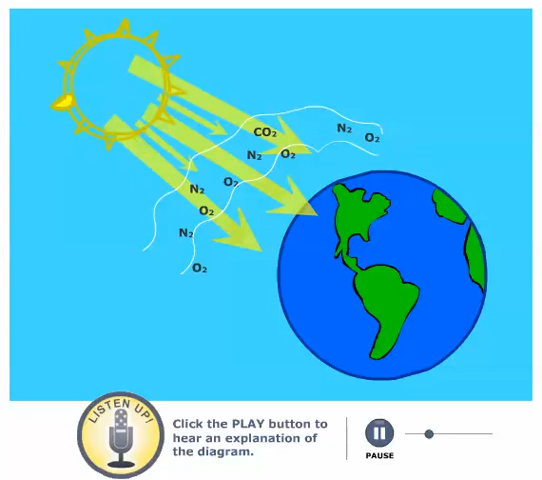 CO2
N2
O2
N2
O2
N2
O2
O2
N2
O2
LISTEN UP!
Click the PLAY button to
hear an explanation of
the diagram.
PAUSE